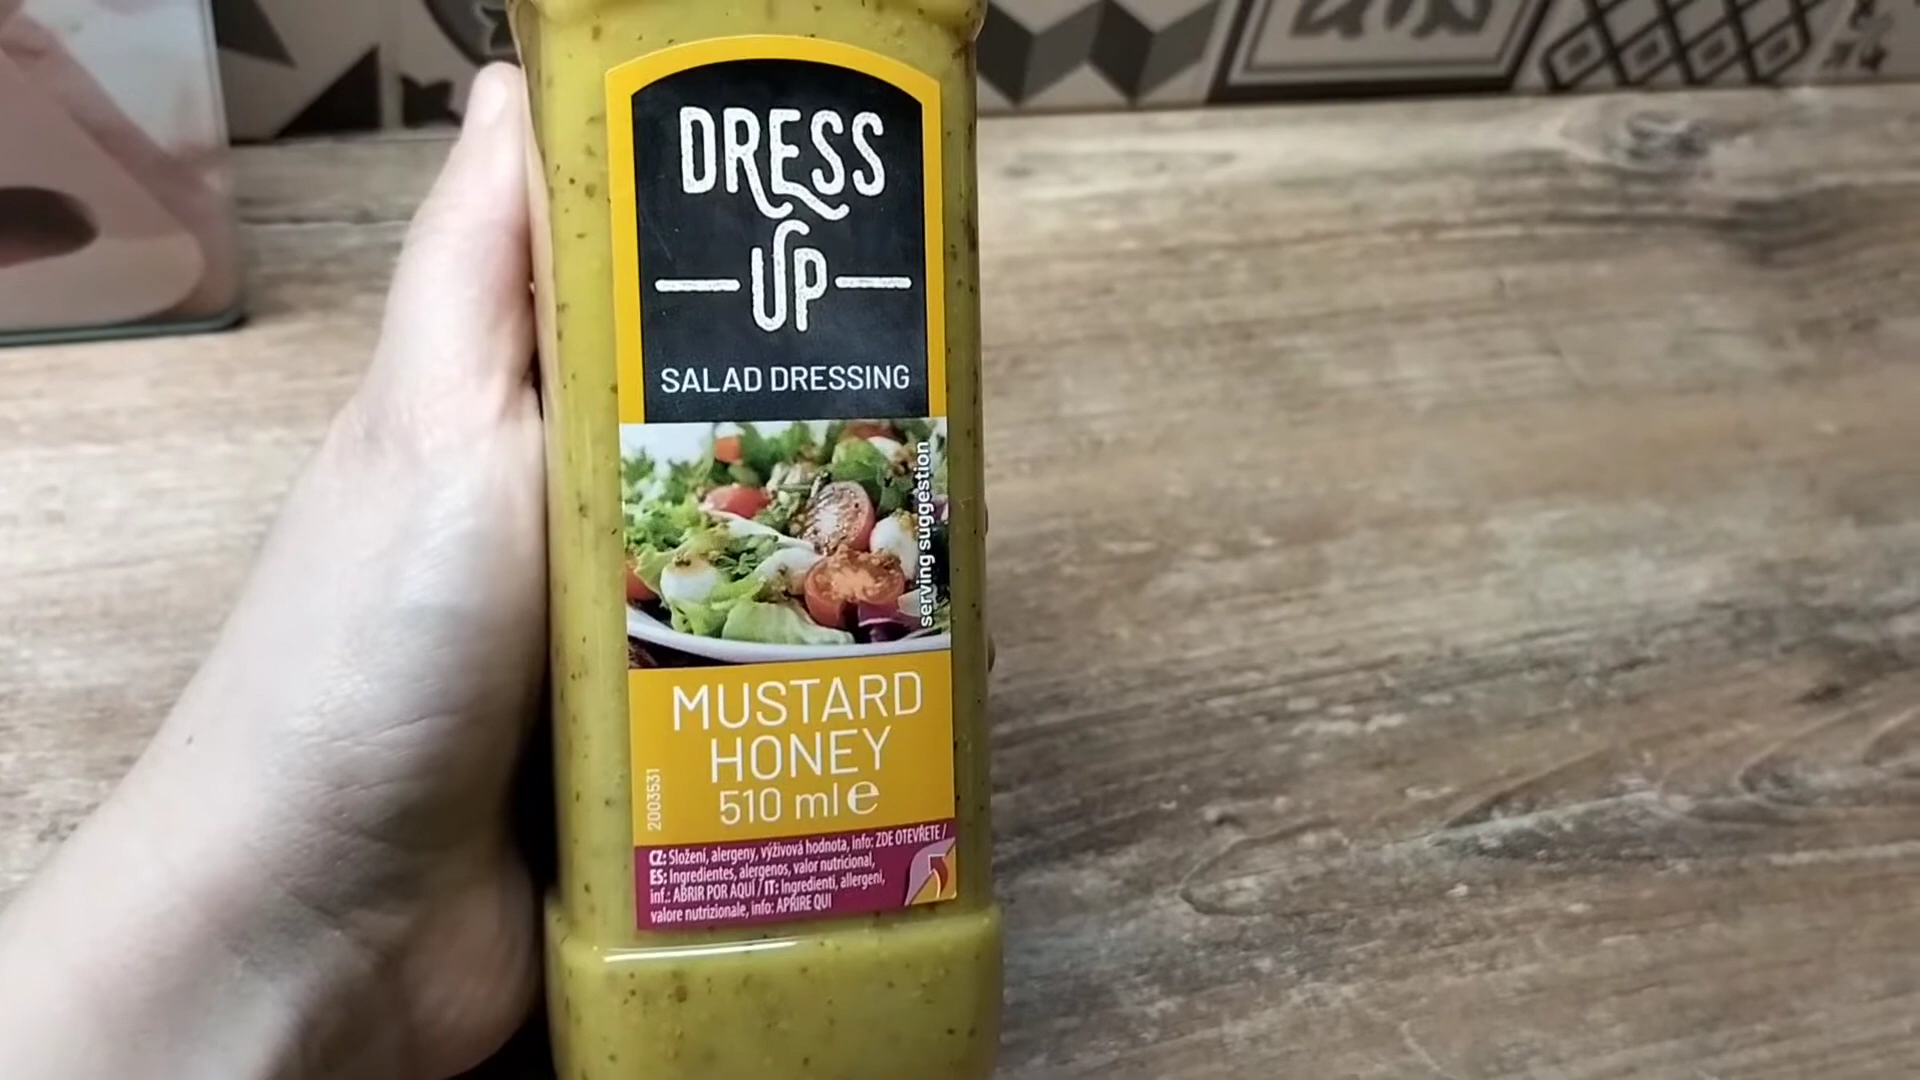 DRESS
UP
SALAD DRESSING
serving suggestion
MUSTARD
HONEY
510 ml e
2003531
CZ: Složení, alergeny, výživová hodnota, Info: ZDE OTEVŘETE /
ES: Ingredientes, alergenos, valor nutricional,
inf.: ABRIR POR AQUÍ / IT: Ingredienti, allergeni,
valore nutrizionale, info: APRIRE QUI